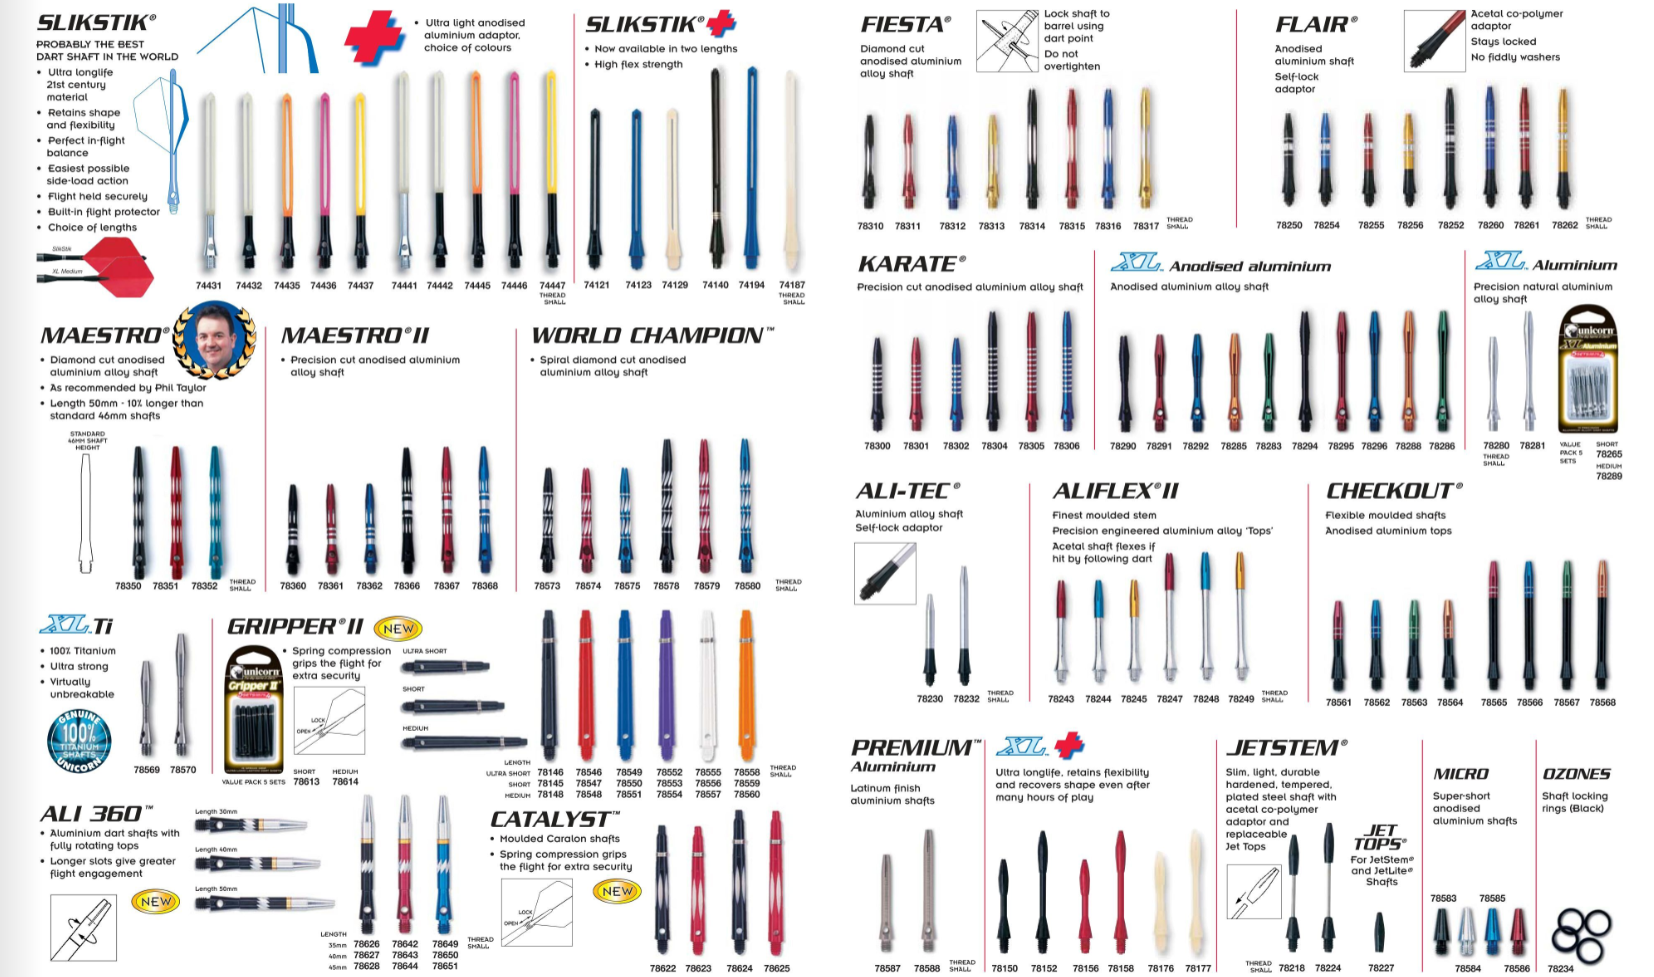 SLIKSTIK®
PROBABLY THE BEST
DART SHAFT IN THE WORLD
• Ultra longlife
21st century
material
• Retains shape
and flexibility
• Perfect in-flight
balance
• Easiest possible
side-load action
• Flight held securely
• Built-in flight protector
• Choice of lengths
SlikStik
XL Medium
• Ultra light anodised
aluminium adaptor,
choice of colours
74431 74432 74435 74436 74437 74441 74442 74445 74446 74447
THREAD
SMALL
SLIKSTIK®
• Now available in two lengths
• High flex strength
74121 74123 74129 74140 74194 74187
THREAD
SMALL
MAESTRO®
• Diamond cut anodised
aluminium alloy shaft
• As recommended by Phil Taylor
• Length 50mm - 10% longer than
standard 46mm shafts
STANDARD
46MM SHAFT
HEIGHT
78350 78351 78352
THREAD
SMALL
MAESTRO® II
• Precision cut anodised aluminium
alloy shaft
78360 78361 78362 78366 78367 78368
WORLD CHAMPION™
• Spiral diamond cut anodised
aluminium alloy shaft
78573 78574 78575 78578 78579 78580
THREAD
SMALL
XL™ Ti
• 100% Titanium
• Ultra strong
• Virtually
unbreakable
GENUINE
100%
TITANIUM
SHAFTS
UNICORN
78569 78570
GRIPPER® II
NEW
• Spring compression
grips the flight for
extra security
unicorn
Gripper II
LOCK
OPEN
VALUE PACK 5 SETS
SHORT
78613
MEDIUM
78614
ULTRA SHORT
SHORT
MEDIUM
LENGTH
ULTRA SHORT 78146 78546 78549 78552 78555 78558
SHORT 78145 78547 78550 78553 78556 78559
MEDIUM 78148 78548 78551 78554 78557 78560
THREAD
SMALL
ALI 360™
• Aluminium dart shafts with
fully rotating tops
• Longer slots give greater
flight engagement
NEW
Length 30mm
Length 40mm
Length 50mm
LENGTH
35mm 78626 78642 78649
40mm 78627 78643 78650
45mm 78628 78644 78651
THREAD
SMALL
CATALYST™
• Moulded Caralon shafts
• Spring compression grips
the flight for extra security
LOCK
OPEN
NEW
78622 78623 78624 78625
FIESTA®
Diamond cut
anodised aluminium
alloy shaft
Lock shaft to
barrel using
dart point
Do not
overtighten
78310 78311 78312 78313 78314 78315 78316 78317
THREAD
SMALL
FLAIR®
Anodised
aluminium shaft
Self-lock
adaptor
Acetal co-polymer
adaptor
Stays locked
No fiddly washers
78250 78254 78255 78256 78252 78260 78261 78262
THREAD
SMALL
KARATE®
Precision cut anodised aluminium alloy shaft
78300 78301 78302 78304 78305 78306
XL™ Anodised aluminium
Anodised aluminium alloy shaft
78290 78291 78292 78285 78283 78294 78295 78296 78288 78286
XL™ Aluminium
Precision natural aluminium
alloy shaft
unicorn
XL Aluminium
78280 78281
THREAD
SMALL
VALUE
PACK 5
SETS
SHORT
78265
MEDIUM
78289
ALI-TEC®
Aluminium alloy shaft
Self-lock adaptor
78230 78232
THREAD
SMALL
ALIFLEX® II
Finest moulded stem
Precision engineered aluminium alloy 'Tops'
Acetal shaft flexes if
hit by following dart
78243 78244 78245 78247 78248 78249
THREAD
SMALL
CHECKOUT®
Flexible moulded shafts
Anodised aluminium tops
78561 78562 78563 78564 78565 78566 78567 78568
PREMIUM™
Aluminium
Latinum finish
aluminium shafts
78587 78588
THREAD
SMALL
XL™
Ultra longlife, retains flexibility
and recovers shape even after
many hours of play
78150 78152 78156 78158 78176 78177
JETSTEM®
Slim, light, durable
hardened, tempered,
plated steel shaft with
acetal co-polymer
adaptor and
replaceable
Jet Tops
THREAD
SMALL
78218 78224
JET
TOPS®
For JetStem®
and JetLite®
Shafts
78227
MICRO
Super-short
anodised
aluminium shafts
78583 78585
78584 78586
OZONES
Shaft locking
rings (Black)
78234